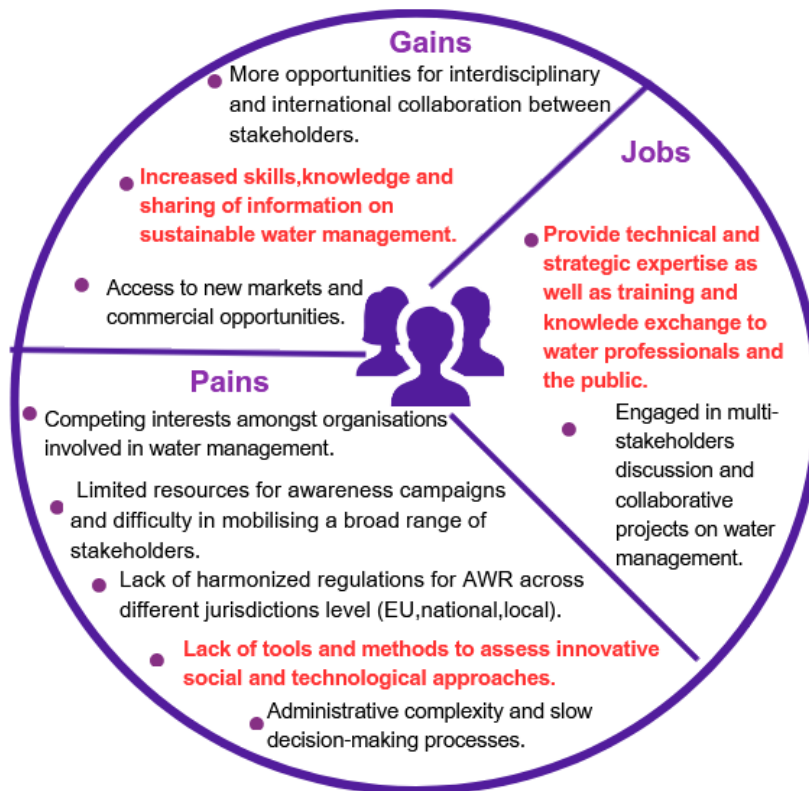 Gains
More opportunities for interdisciplinary
and international collaboration between
stakeholders.
Increased skills,knowledge and
sharing of information on
sustainable water management.
Access to new markets and
commercial opportunities.
Jobs
Provide technical and
strategic expertise as
well as training and
knowlede exchange to
water professionals and
the public.
Engaged in multi-
stakeholders
discussion and
collaborative
projects on water
management.
Pains
Competing interests amongst organisations
involved in water management.
Limited resources for awareness campaigns
and difficulty in mobilising a broad range of
stakeholders.
Lack of harmonized regulations for AWR across
different jurisdictions level (EU,national,local).
Lack of tools and methods to assess innovative
social and technological approaches.
Administrative complexity and slow
decision-making processes.